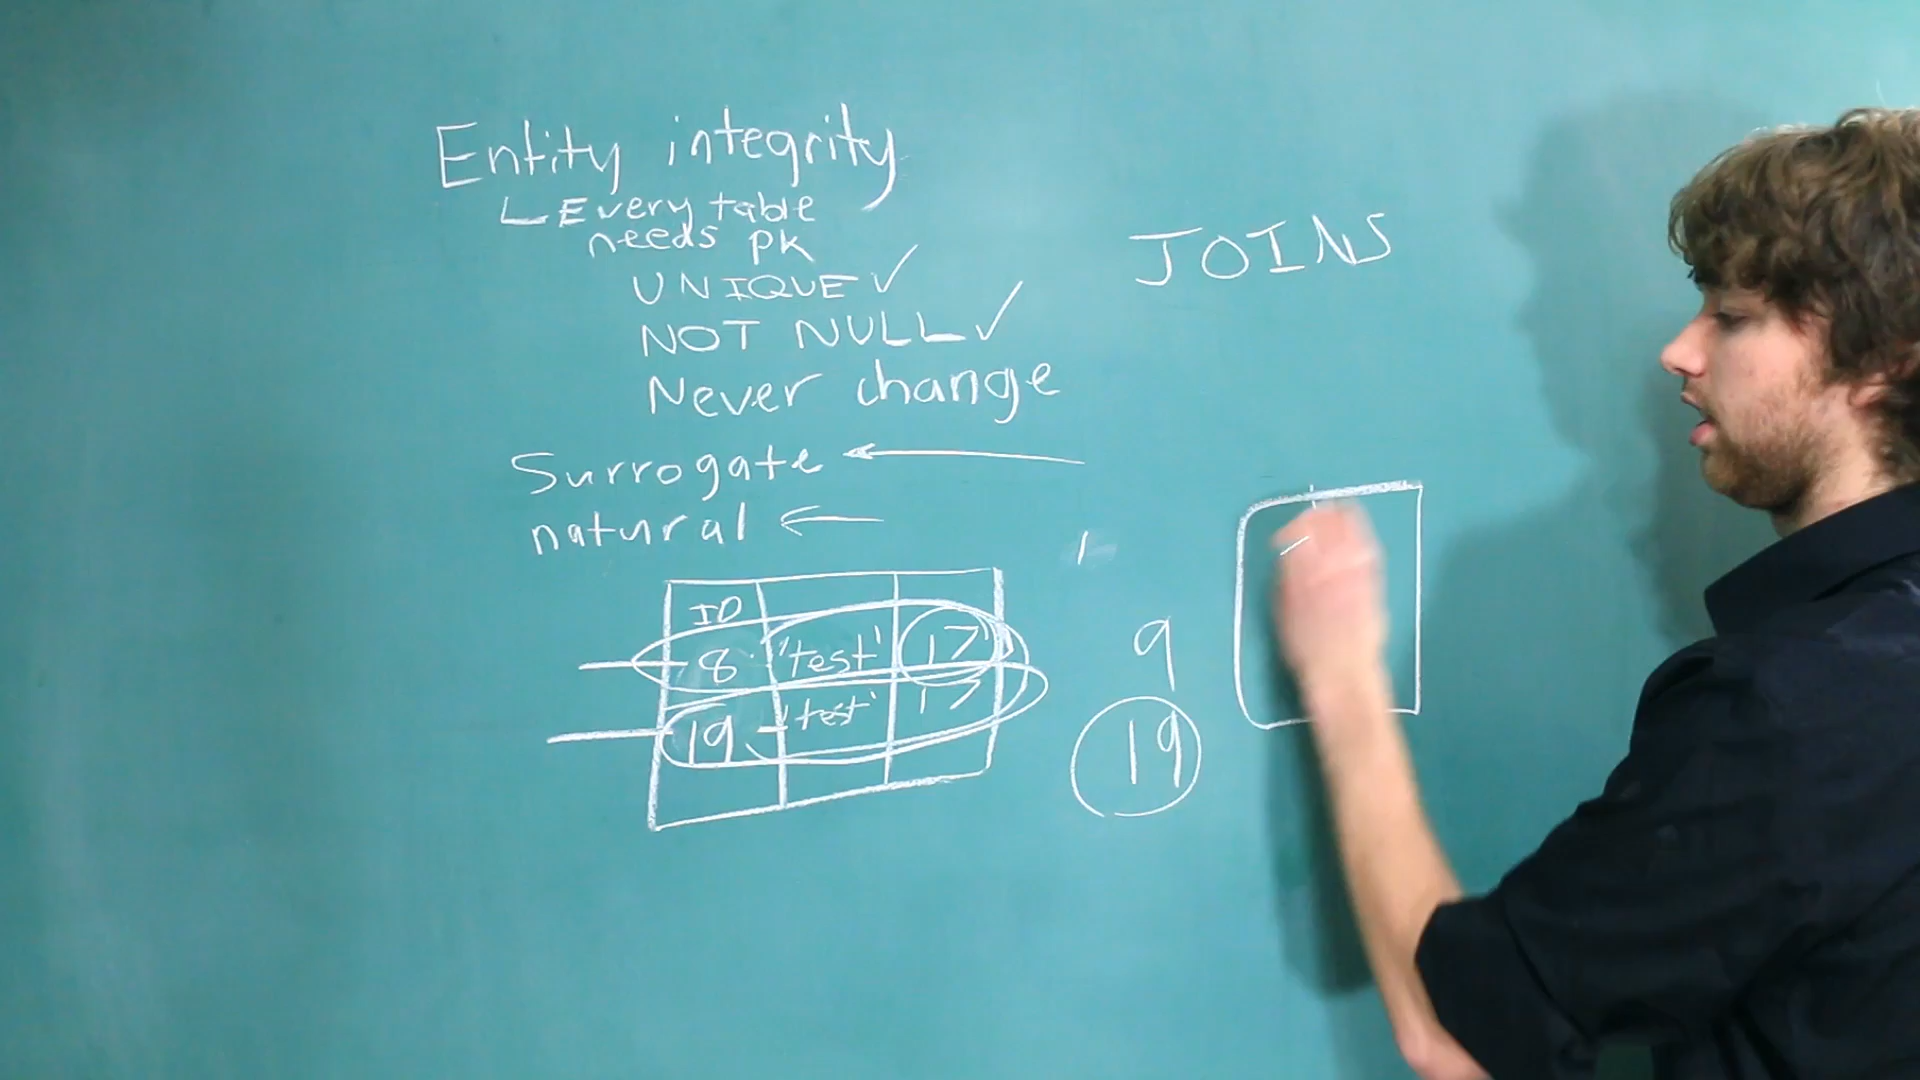 Entity integrity
Every table
needs pk
UNIQUE ✓
NOT NULL ✓
Never change
JOINS
Surrogate
natural
ID
8 'test' 17
19 'test' 17
9
19